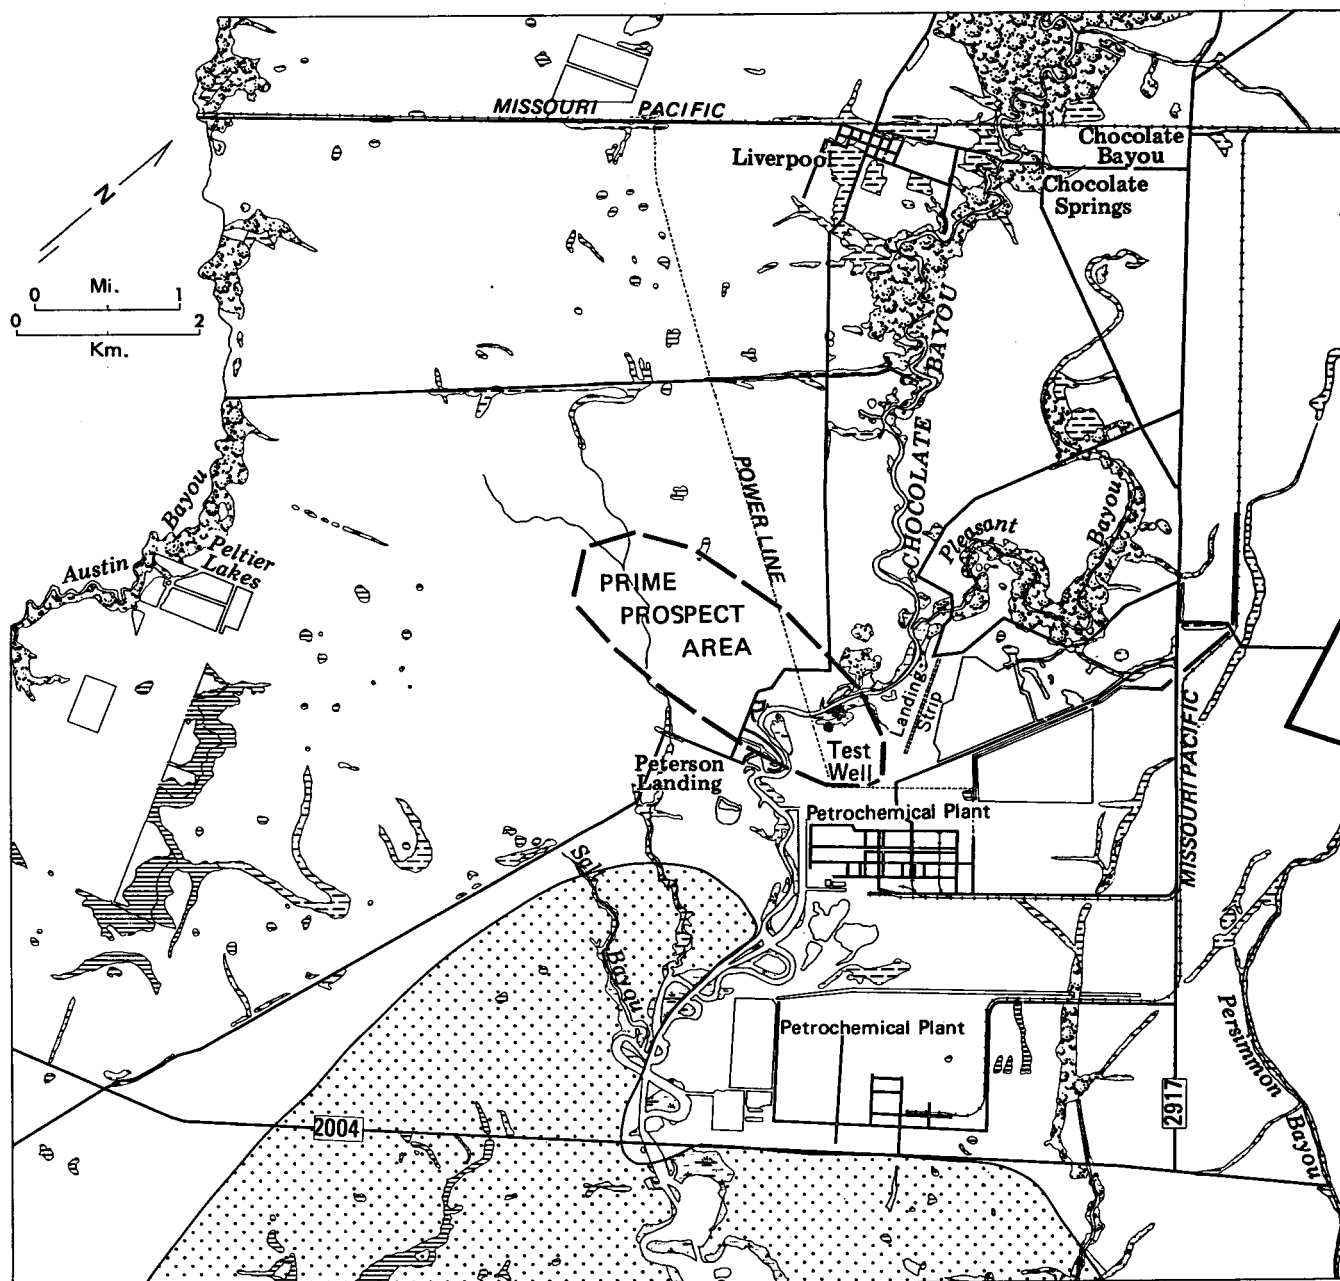 MISSOURI PACIFIC
Liverpool
Chocolate
Bayou
Chocolate
Springs
N
0 Mi. 1
0 2
Km.
CHOCOLATE BAYOU
POWER LINE
Austin Bayou
Peltier
Lakes
Pleasant Bayou
PRIME
PROSPECT
AREA
Landing
Strip
Test
Well
Peterson
Landing
MISSOURI PACIFIC
Petrochemical Plant
Salt Bayou
Petrochemical Plant
Persimmon Bayou
2004
2917